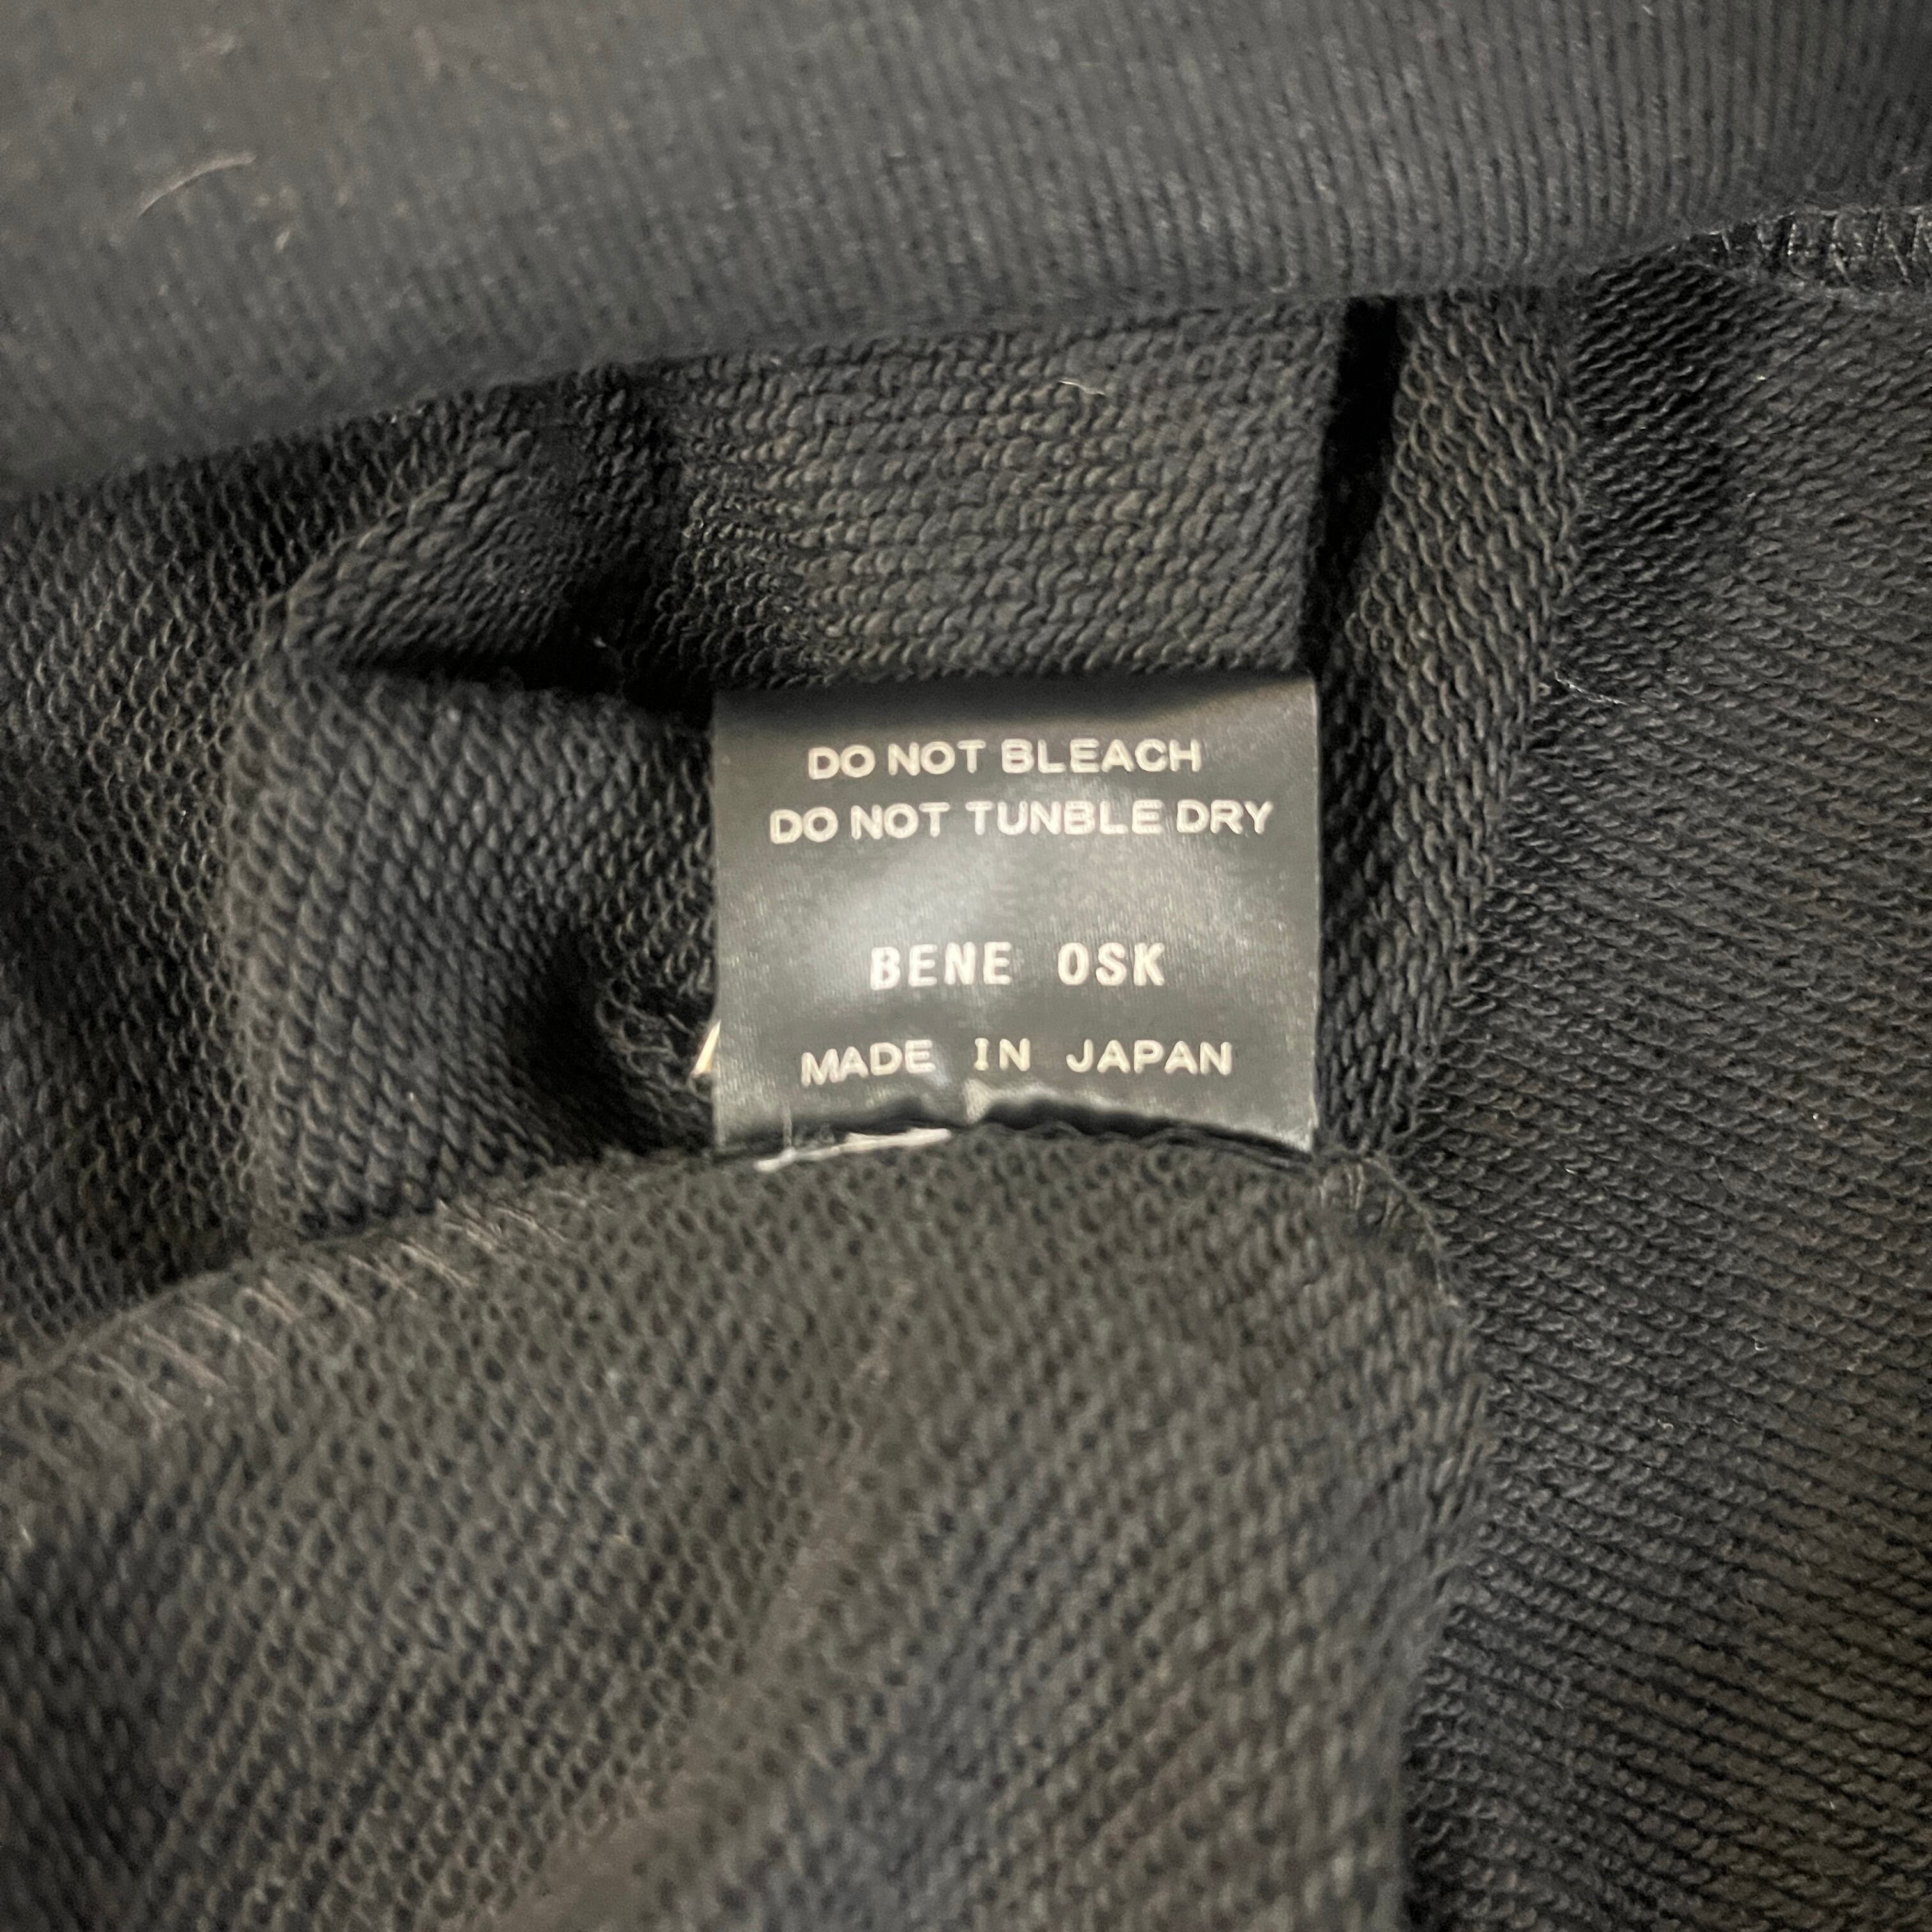 DO NOT BLEACH
DO NOT TUNBLE DRY
BENE OSK
MADE IN JAPAN